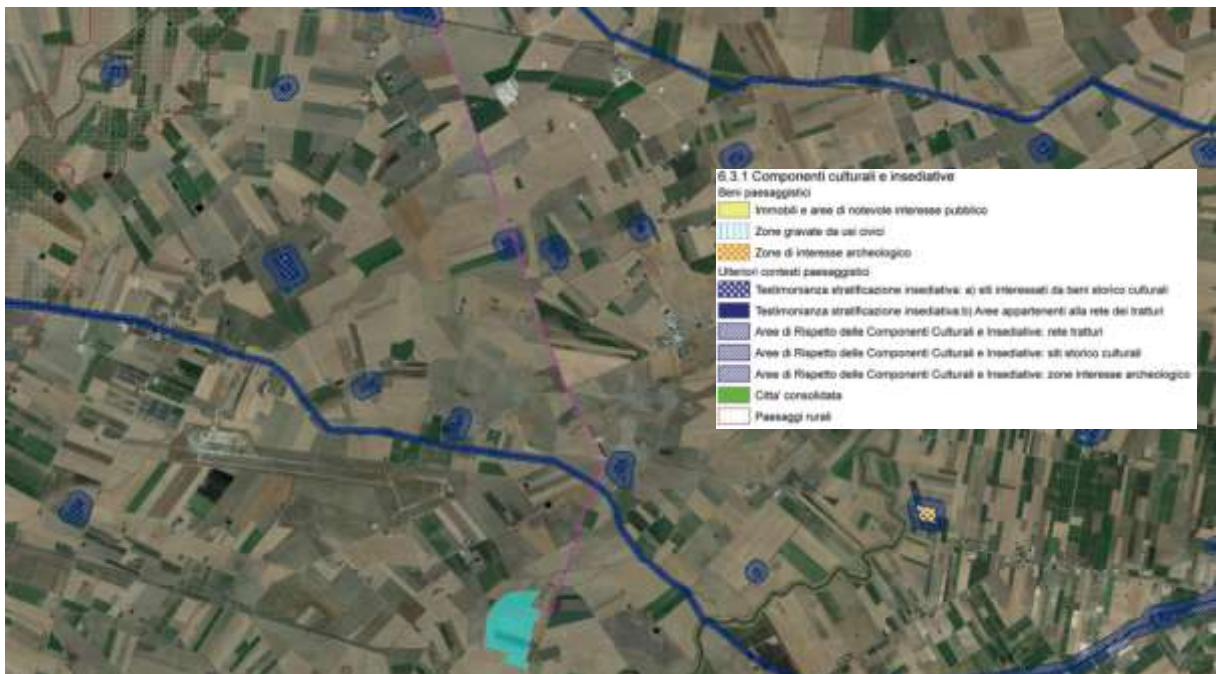 6.3.1 Componenti culturali e insediative
Beni paesaggistici
Immobili e aree di notevole interesse pubblico
Zone gravate da usi civici
Zone di interesse archeologico
Ulteriori contesti paesaggistici
Testimonianza stratificazione insediativa: a) siti interessati da beni storico culturali
Testimonianza stratificazione insediativa:b) Aree appartenenti alla rete dei tratturi
Aree di Rispetto delle Componenti Culturali e Insediative: rete tratturi
Aree di Rispetto delle Componenti Culturali e Insediative: siti storico culturali
Aree di Rispetto delle Componenti Culturali e Insediative: zone interesse archeologico
Citta' consolidata
Paesaggi rurali